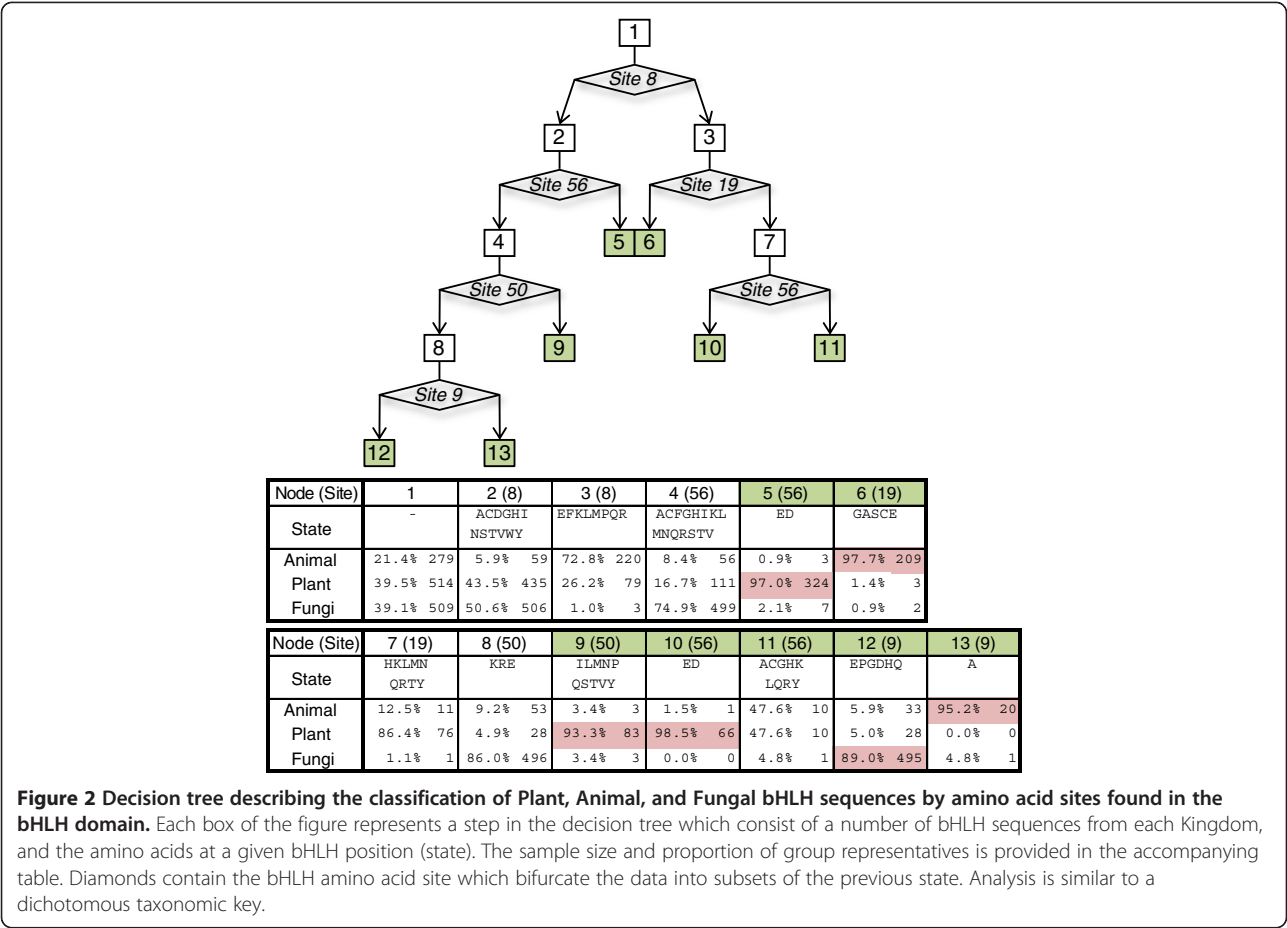 1
Site 8
2 3
Site 56 Site 19
4 5 6 7
Site 50 Site 56
8 9 10 11
Site 9
12 13
Node (Site) 1 2 (8) 3 (8) 4 (56) 5 (56) 6 (19)
State - ACDGHI NSTVWY EFKLMPQR ACFGHIKL MNQRSTV ED GASCE
Animal 21.4% 279 5.9% 59 72.8% 220 8.4% 56 0.9% 3 97.7% 209
Plant 39.5% 514 43.5% 435 26.2% 79 16.7% 111 97.0% 324 1.4% 3
Fungi 39.1% 509 50.6% 506 1.0% 3 74.9% 499 2.1% 7 0.9% 2
Node (Site) 7 (19) 8 (50) 9 (50) 10 (56) 11 (56) 12 (9) 13 (9)
State HKLMN QRTY KRE ILMNP QSTVY ED ACGHK LQRY EPGDHQ A
Animal 12.5% 11 9.2% 53 3.4% 3 1.5% 1 47.6% 10 5.9% 33 95.2% 20
Plant 86.4% 76 4.9% 28 93.3% 83 98.5% 66 47.6% 10 5.0% 28 0.0% 0
Fungi 1.1% 1 86.0% 496 3.4% 3 0.0% 0 4.8% 1 89.0% 495 4.8% 1
Figure 2 Decision tree describing the classification of Plant, Animal, and Fungal bHLH sequences by amino acid sites found in the
bHLH domain. Each box of the figure represents a step in the decision tree which consist of a number of bHLH sequences from each Kingdom,
and the amino acids at a given bHLH position (state). The sample size and proportion of group representatives is provided in the accompanying
table. Diamonds contain the bHLH amino acid site which bifurcate the data into subsets of the previous state. Analysis is similar to a
dichotomous taxonomic key.